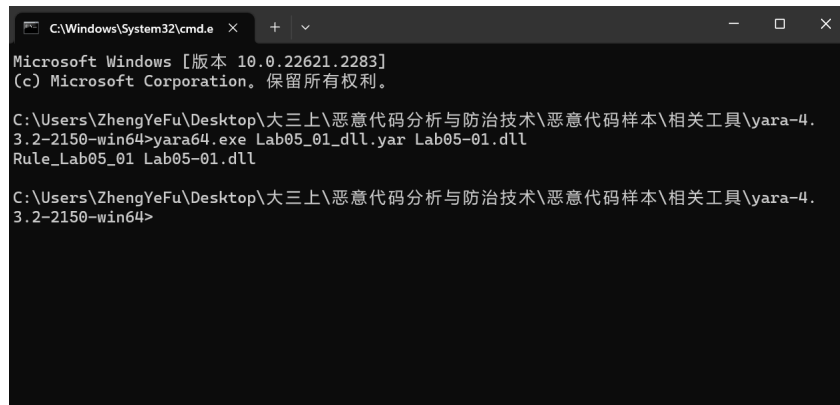 C:\Windows\System32\cmd.e
Microsoft Windows [版本 10.0.22621.2283]
(c) Microsoft Corporation。保留所有权利。
C:\Users\ZhengYeFu\Desktop\大三上\恶意代码分析与防治技术\恶意代码样本\相关工具\yara-4.
3.2-2150-win64>yara64.exe Lab05_01_dll.yar Lab05-01.dll
Rule_Lab05_01 Lab05-01.dll
C:\Users\ZhengYeFu\Desktop\大三上\恶意代码分析与防治技术\恶意代码样本\相关工具\yara-4.
3.2-2150-win64>